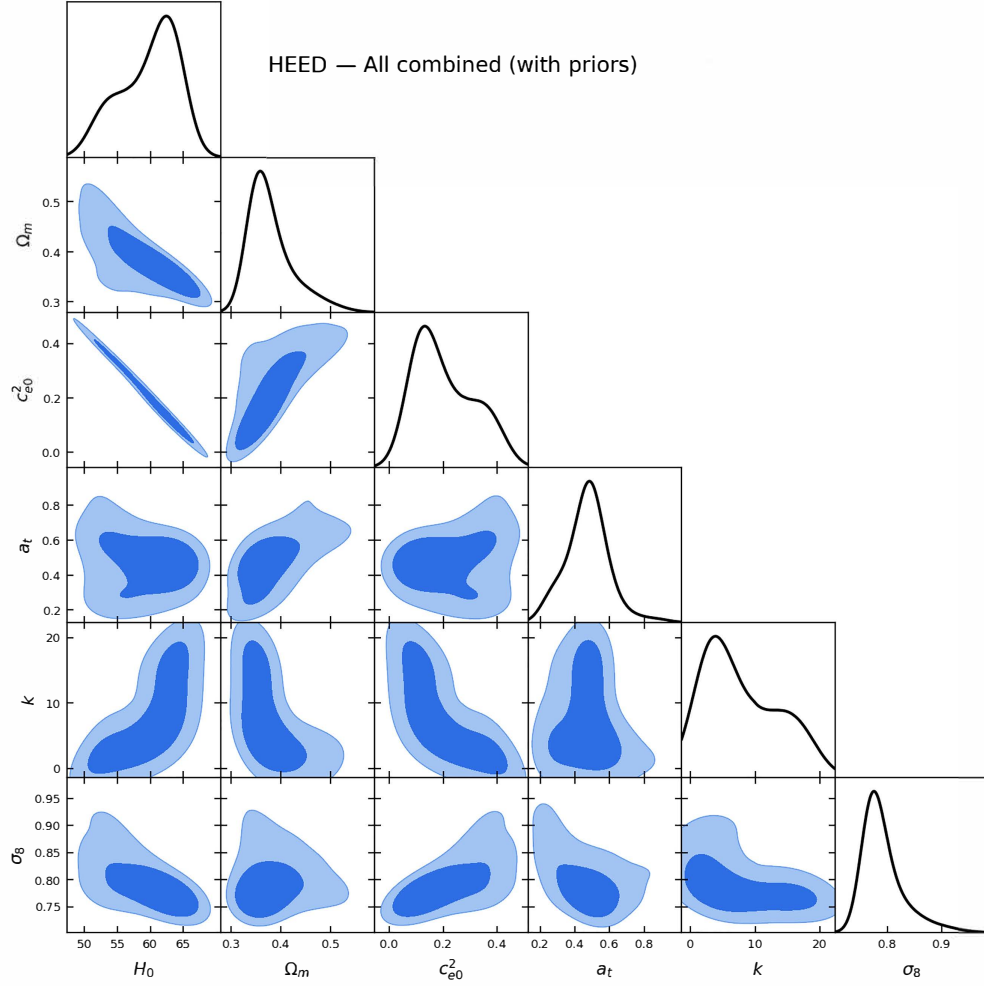 HEED — All combined (with priors)
0.5
0.4
0.3
Ωₘ
0.4
0.2
0.0
c²ₑ₀
0.8
0.6
0.4
0.2
aₜ
20
10
0
k
0.95
0.90
0.85
0.80
0.75
σ₈
50 55 60 65 0.3 0.4 0.5 0.0 0.2 0.4 0.2 0.4 0.6 0.8 0 10 20 0.8 0.9
H₀ Ωₘ c²ₑ₀ aₜ k σ₈